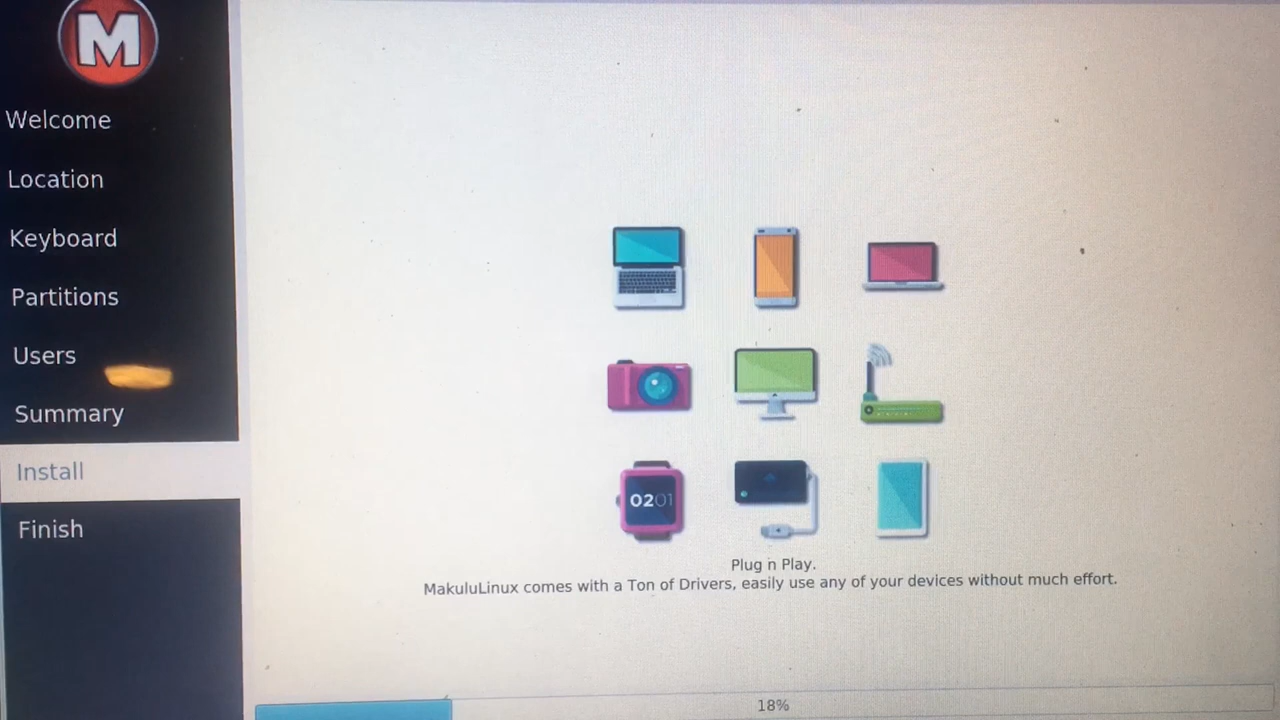 M
Welcome
Location
Keyboard
Partitions
Users
Summary
Install
Finish
0201
Plug n Play.
MakuluLinux comes with a Ton of Drivers, easily use any of your devices without much effort.
18%